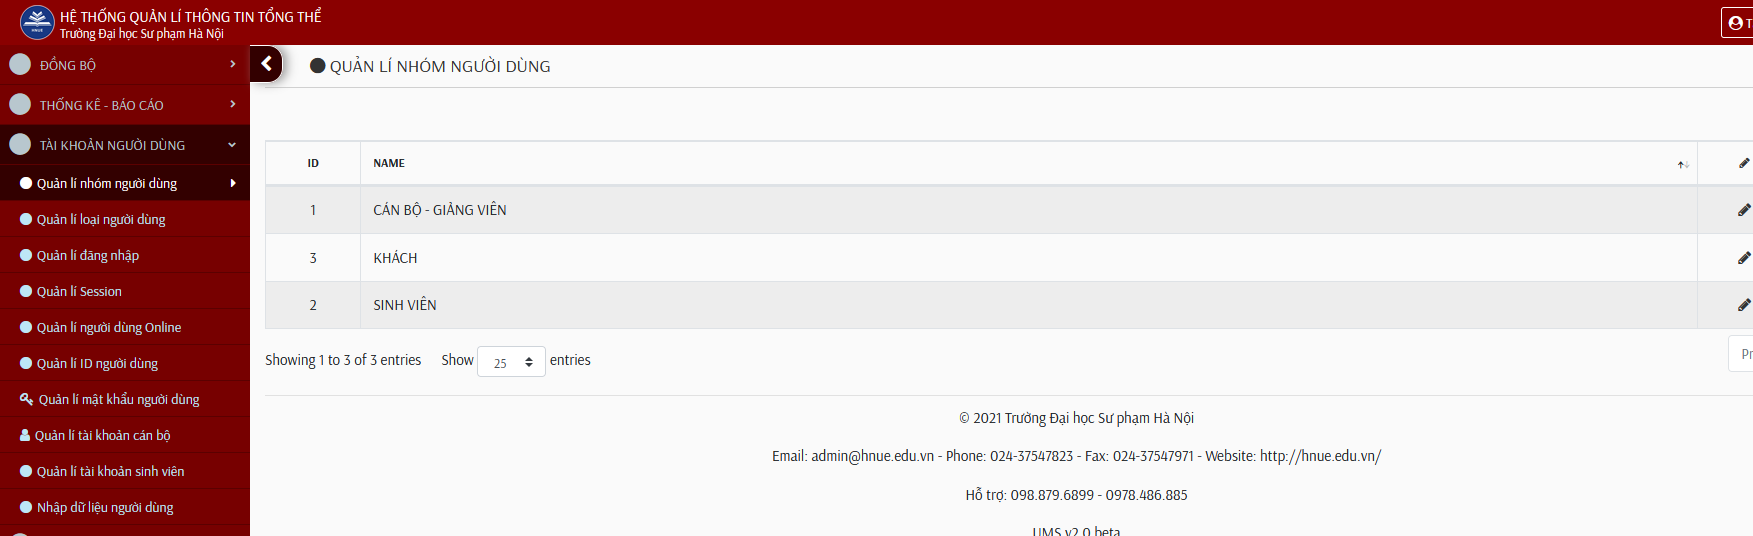 HỆ THỐNG QUẢN LÍ THÔNG TIN TỔNG THỂ
Trường Đại học Sư phạm Hà Nội
HNUE
T
ĐỒNG BỘ
THỐNG KÊ - BÁO CÁO
TÀI KHOẢN NGƯỜI DÙNG
Quản lí nhóm người dùng
Quản lí loại người dùng
Quản lí đăng nhập
Quản lí Session
Quản lí người dùng Online
Quản lí ID người dùng
Quản lí mật khẩu người dùng
Quản lí tài khoản cán bộ
Quản lí tài khoản sinh viên
Nhập dữ liệu người dùng
QUẢN LÍ NHÓM NGƯỜI DÙNG
ID NAME
1 CÁN BỘ - GIẢNG VIÊN
3 KHÁCH
2 SINH VIÊN
Showing 1 to 3 of 3 entries Show 25 entries
Pr
© 2021 Trường Đại học Sư phạm Hà Nội
Email: admin@hnue.edu.vn - Phone: 024-37547823 - Fax: 024-37547971 - Website: http://hnue.edu.vn/
Hỗ trợ: 098.879.6899 - 0978.486.885
UMS v2.0 beta